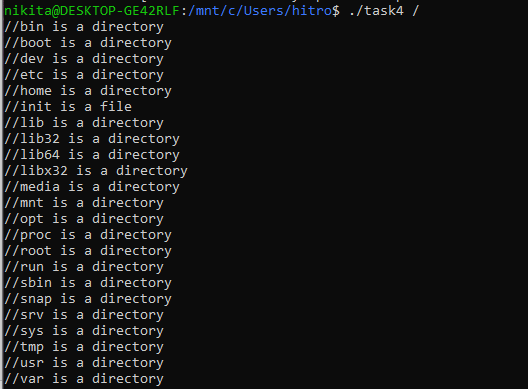 nikita@DESKTOP-GE42RLF:/mnt/c/Users/hitro$ ./task4 /
//bin is a directory
//boot is a directory
//dev is a directory
//etc is a directory
//home is a directory
//init is a file
//lib is a directory
//lib32 is a directory
//lib64 is a directory
//libx32 is a directory
//media is a directory
//mnt is a directory
//opt is a directory
//proc is a directory
//root is a directory
//run is a directory
//sbin is a directory
//snap is a directory
//srv is a directory
//sys is a directory
//tmp is a directory
//usr is a directory
//var is a directory